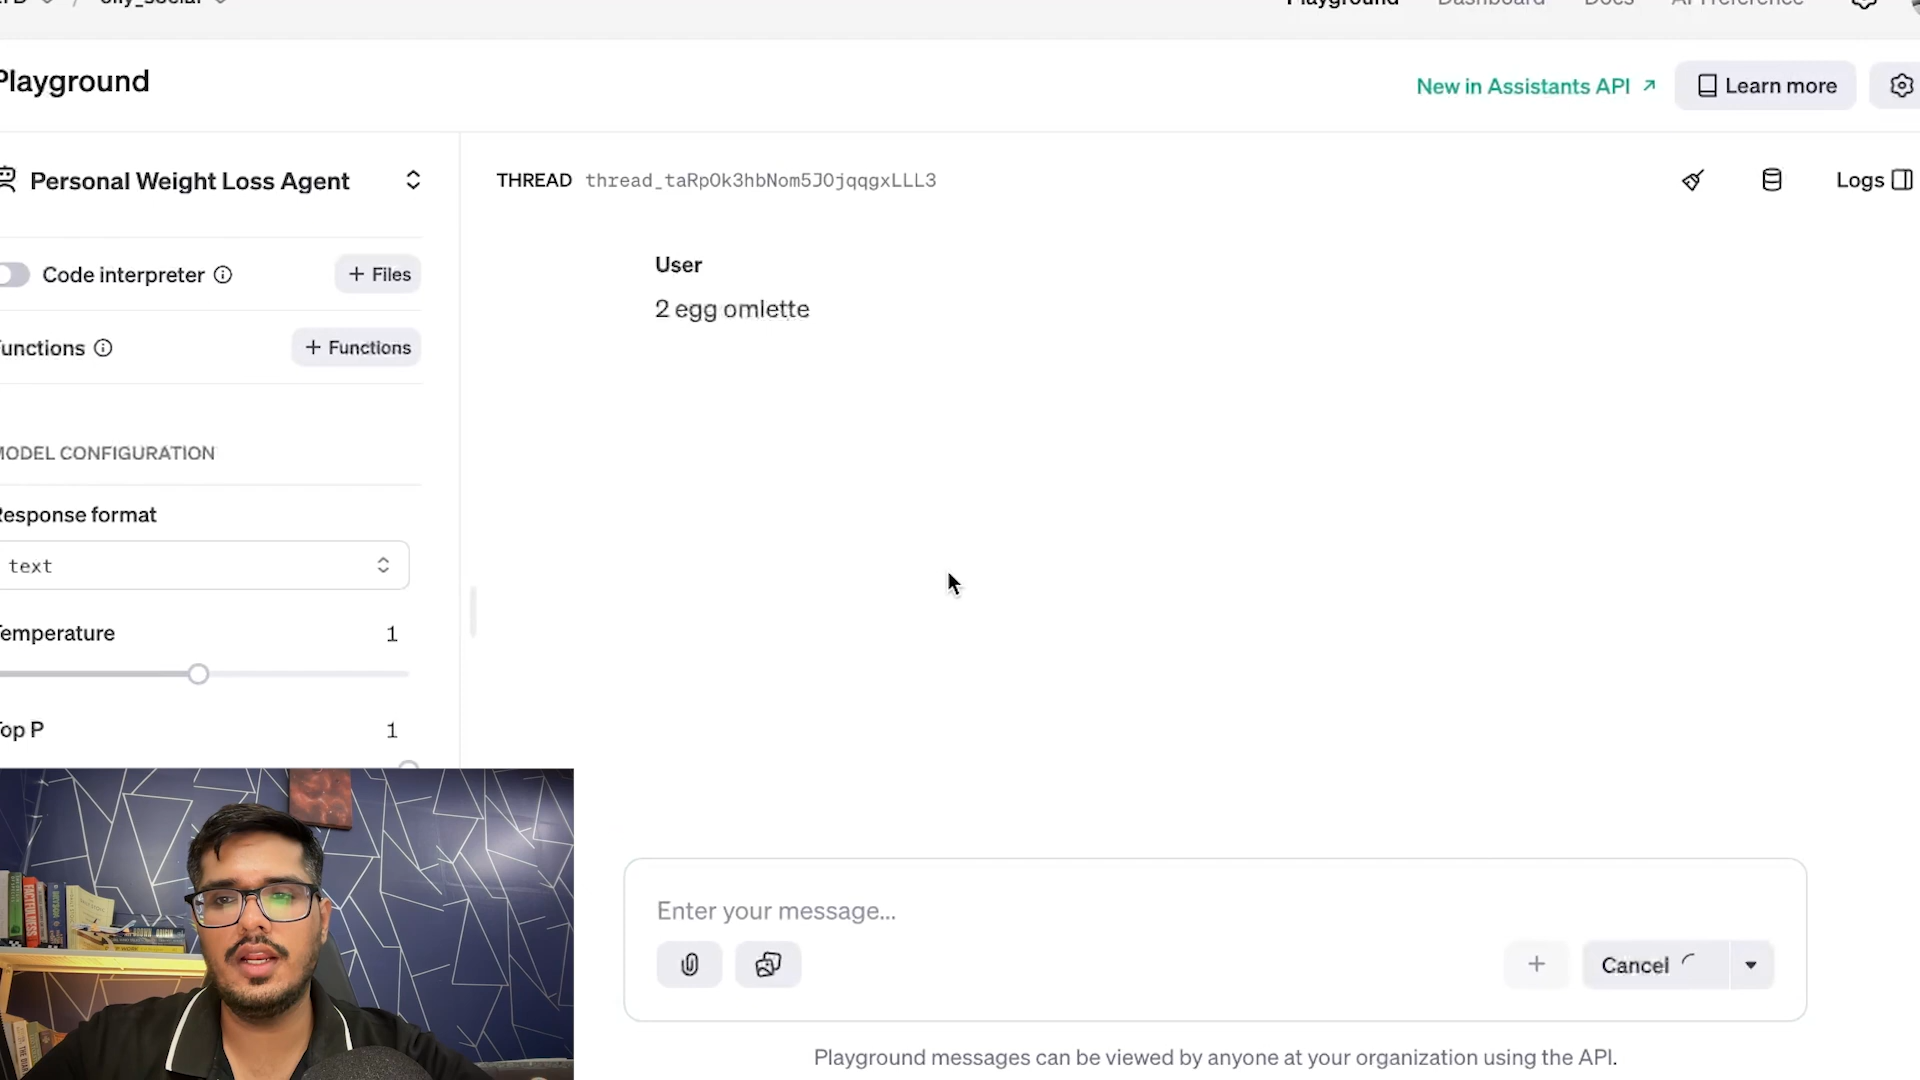 Playground Dashboard Docs API reference
Playground
New in Assistants API ↗ Learn more
Personal Weight Loss Agent
THREAD thread_taRpOk3hbNom5JOjqqgxLLL3
Logs
User
Code interpreter + Files
2 egg omlette
unctions + Functions
MODEL CONFIGURATION
Response format
text
Temperature 1
Top P 1
Enter your message...
Cancel
Playground messages can be viewed by anyone at your organization using the API.
FACTFULNESS